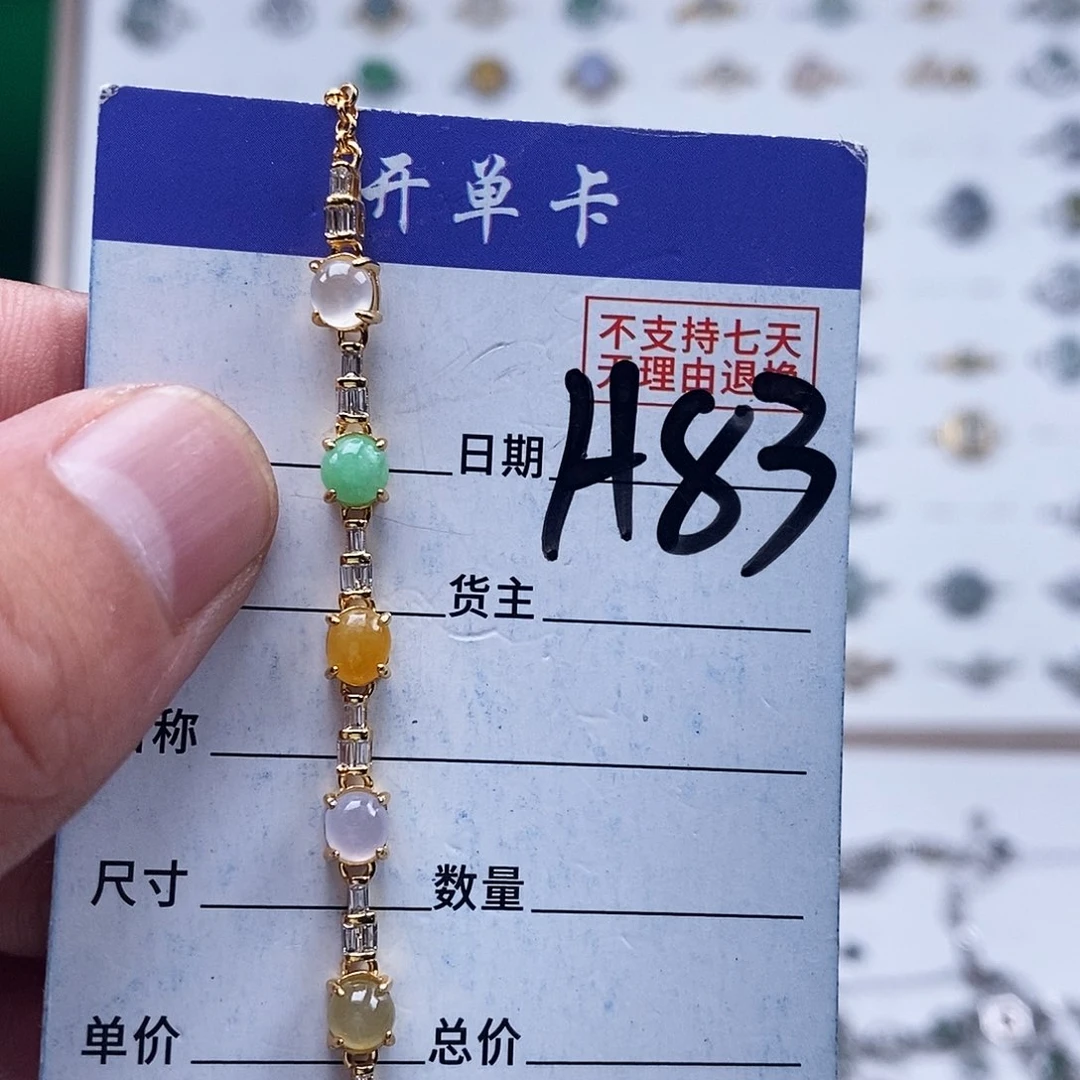 开单卡
不支持七天
无理由退换
日期 H83
货主
称
尺寸 数量
单价 总价